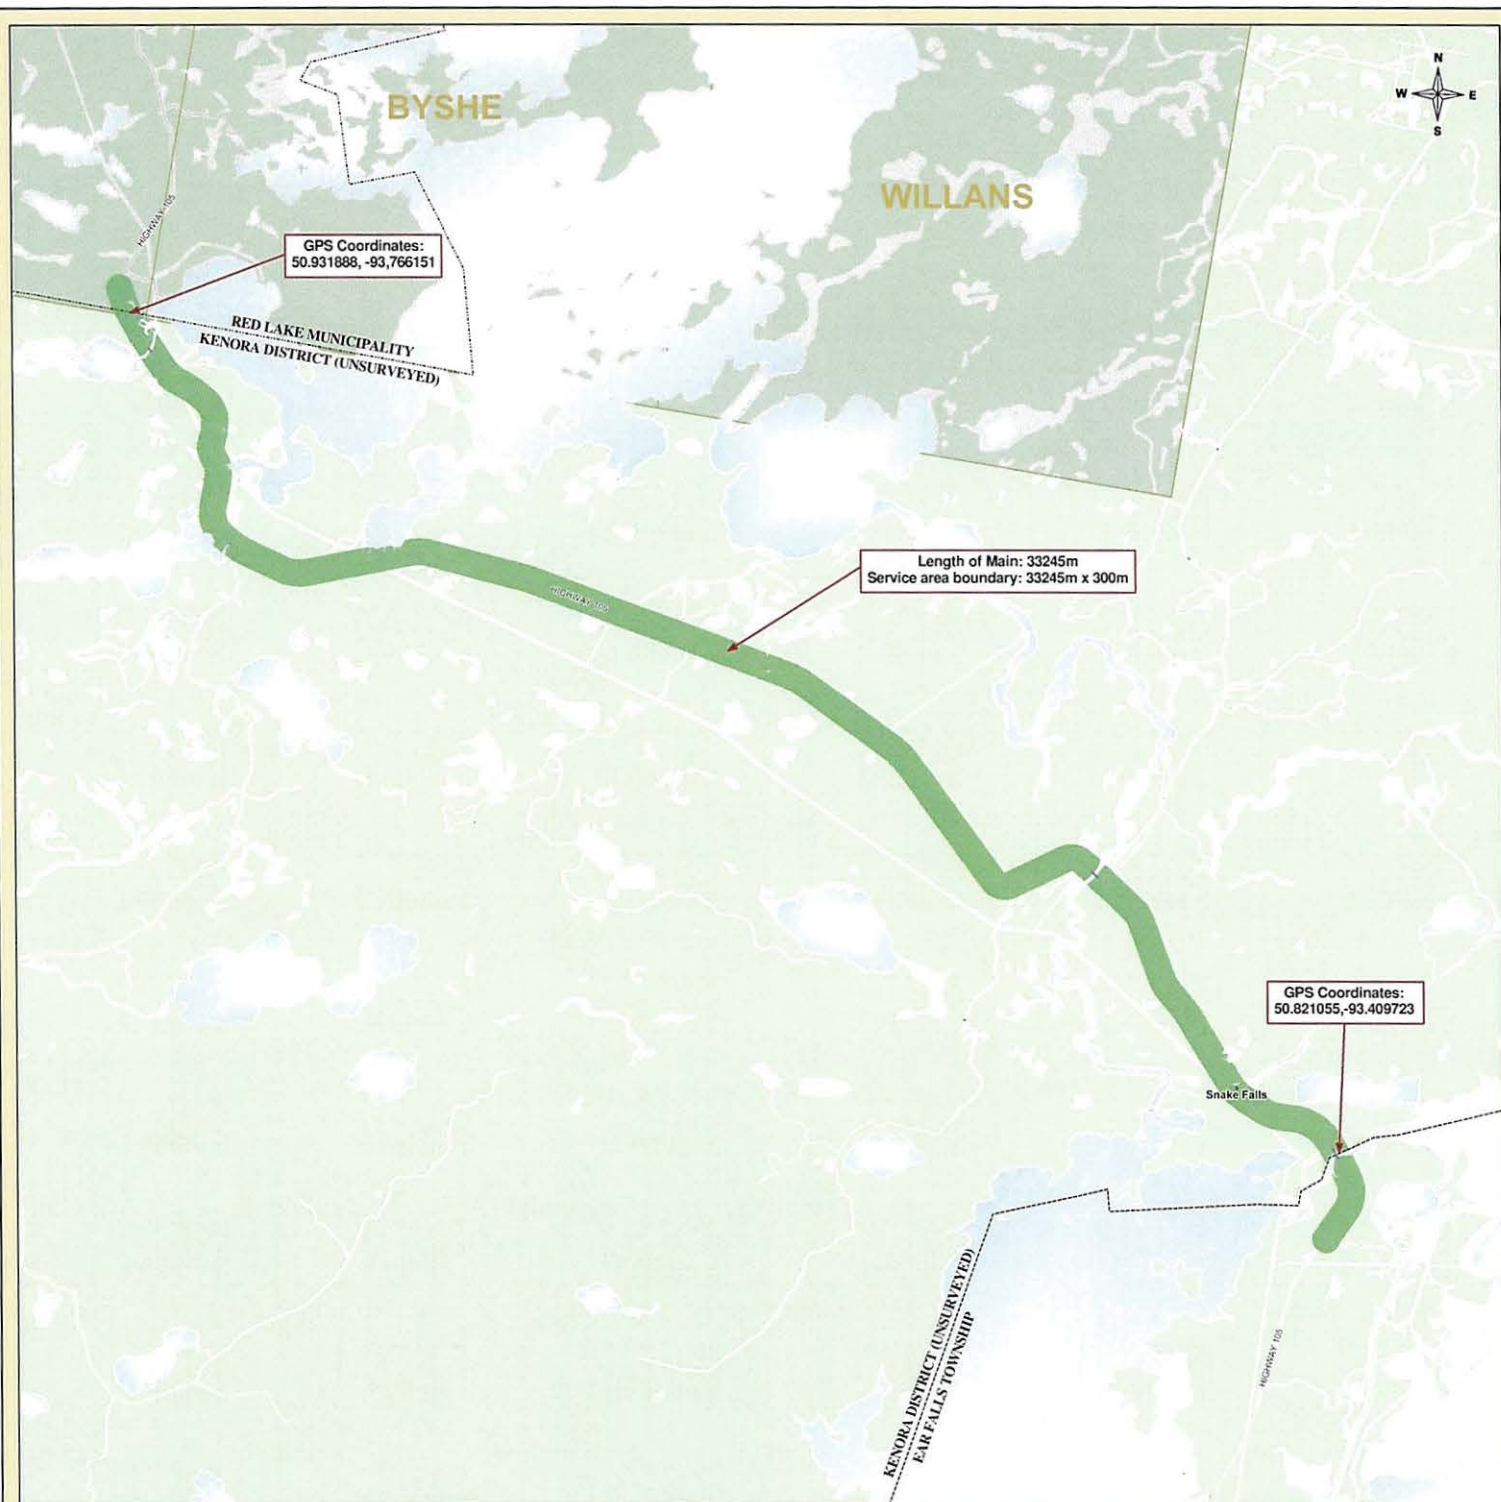 N
W E
S
BYSHE
WILLANS
HIGHWAY 105
GPS Coordinates:
50.931888, -93,766151
RED LAKE MUNICIPALITY
KENORA DISTRICT (UNSURVEYED)
Length of Main: 33245m
Service area boundary: 33245m x 300m
HIGHWAY 105
GPS Coordinates:
50.821055,-93.409723
Snake Falls
KENORA DISTRICT (UNSURVEYED)
EAR FALLS TOWNSHIP
HIGHWAY 105